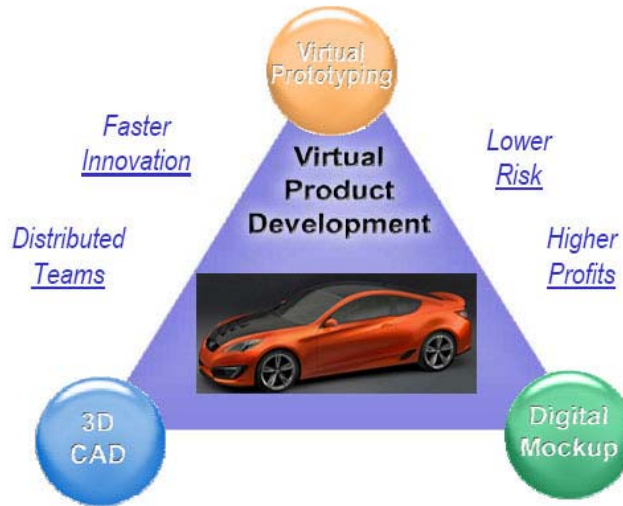 Virtual
Prototyping
Faster
Innovation
Lower
Risk
Virtual
Product
Development
Distributed
Teams
Higher
Profits
3D
CAD
Digital
Mockup